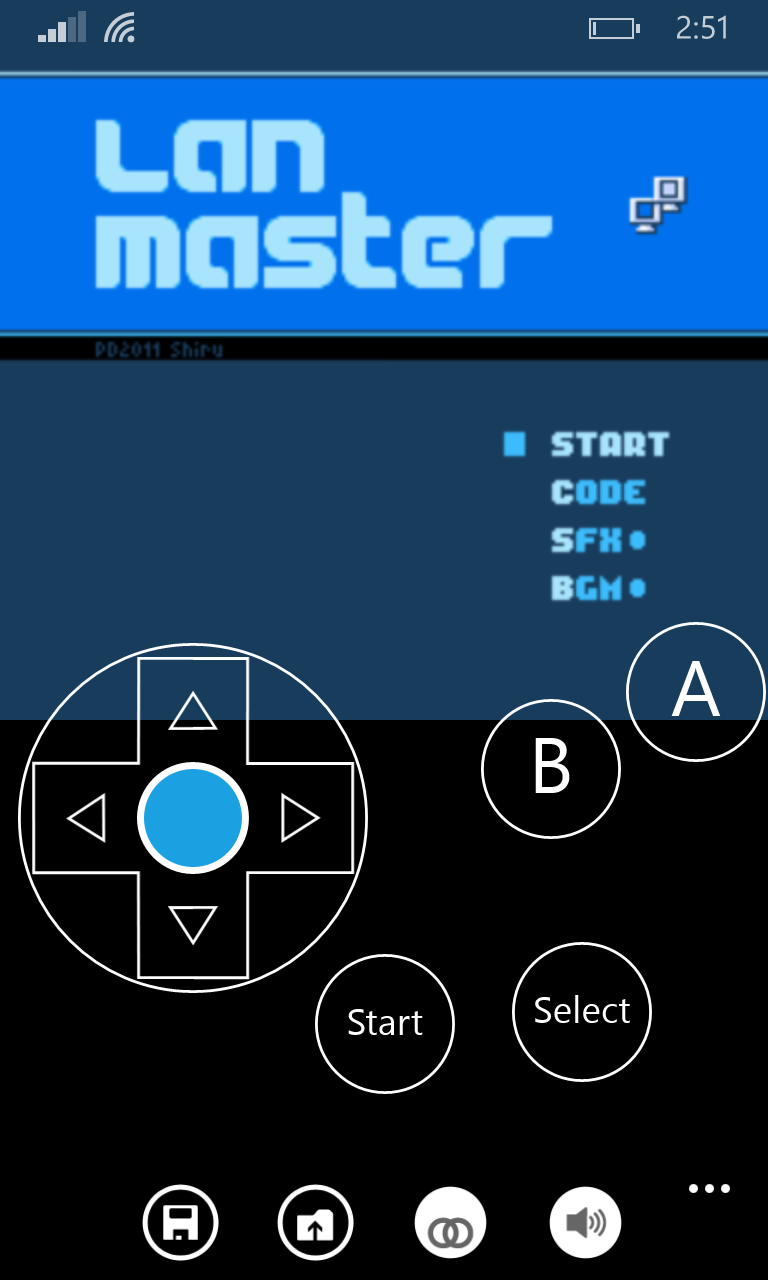 2:51
Lan
master
PD2011 Shiru
START
CODE
SFX
BGM
A
B
Start
Select